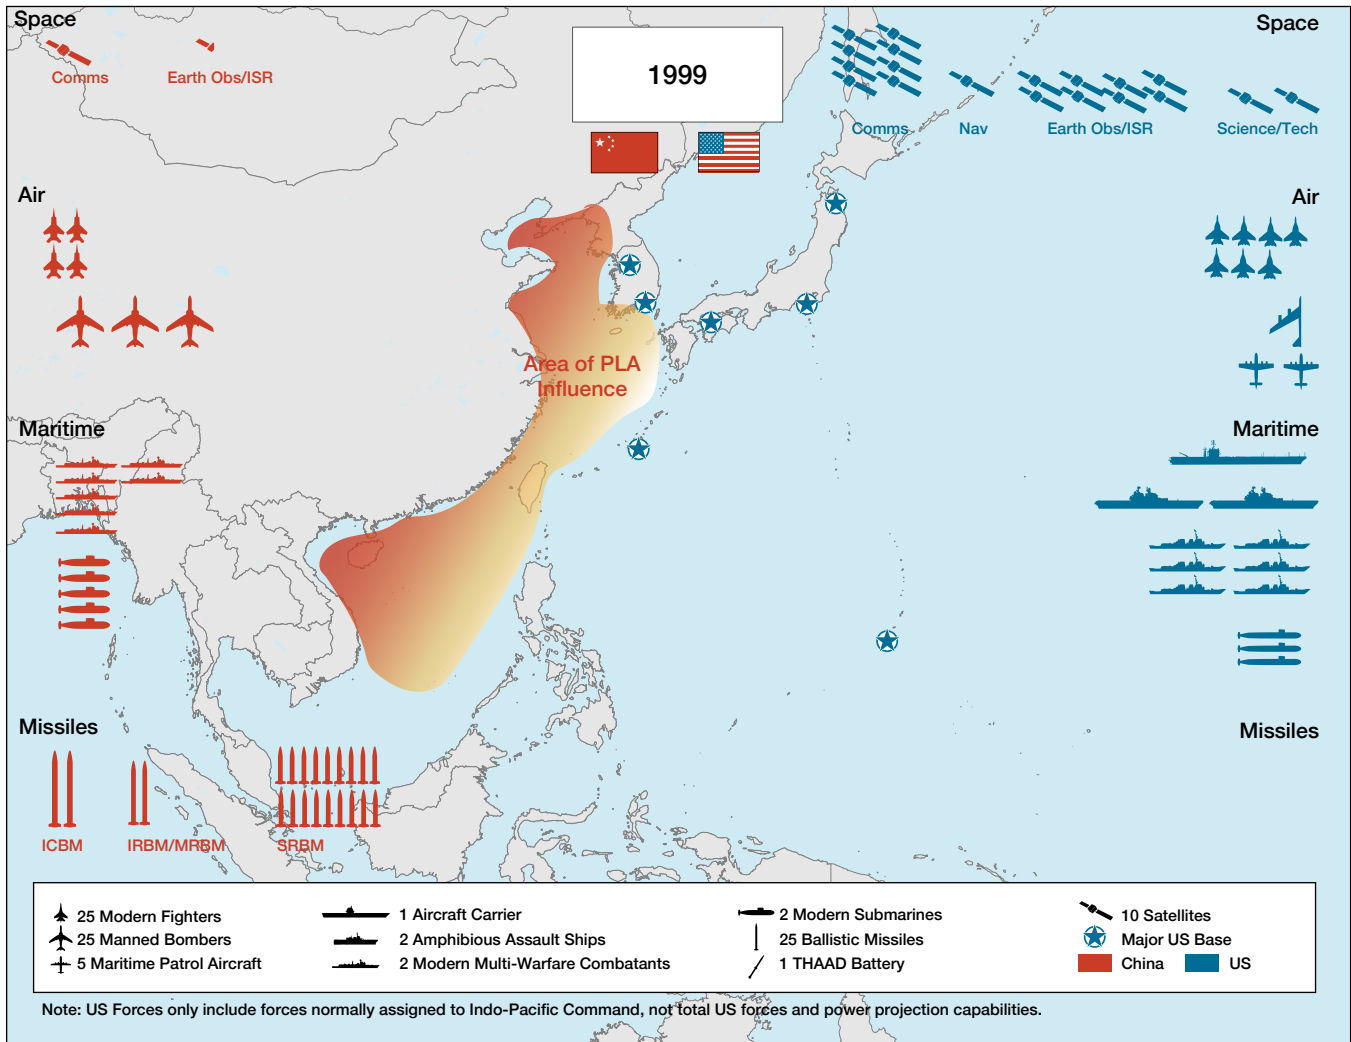 Space
Space
1999
Comms
Earth Obs/ISR
Comms
Nav
Earth Obs/ISR
Science/Tech
Air
Air
Area of PLA
Influence
Maritime
Maritime
Missiles
Missiles
ICBM
IRBM/MRBM
SRBM
25 Modern Fighters
1 Aircraft Carrier
2 Modern Submarines
10 Satellites
25 Manned Bombers
2 Amphibious Assault Ships
25 Ballistic Missiles
Major US Base
5 Maritime Patrol Aircraft
2 Modern Multi-Warfare Combatants
1 THAAD Battery
China
US
Note: US Forces only include forces normally assigned to Indo-Pacific Command, not total US forces and power projection capabilities.